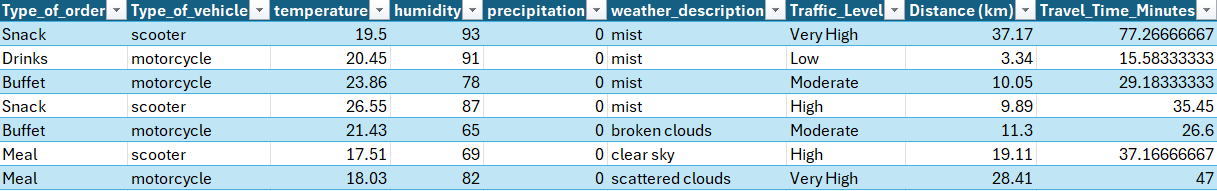 Type_of_order Type_of_vehicle temperature humidity precipitation weather_description Traffic_Level Distance (km) Travel_Time_Minutes
Snack scooter 19.5 93 0 mist Very High 37.17 77.26666667
Drinks motorcycle 20.45 91 0 mist Low 3.34 15.58333333
Buffet motorcycle 23.86 78 0 mist Moderate 10.05 29.18333333
Snack scooter 26.55 87 0 mist High 9.89 35.45
Buffet motorcycle 21.43 65 0 broken clouds Moderate 11.3 26.6
Meal scooter 17.51 69 0 clear sky High 19.11 37.16666667
Meal motorcycle 18.03 82 0 scattered clouds Very High 28.41 47